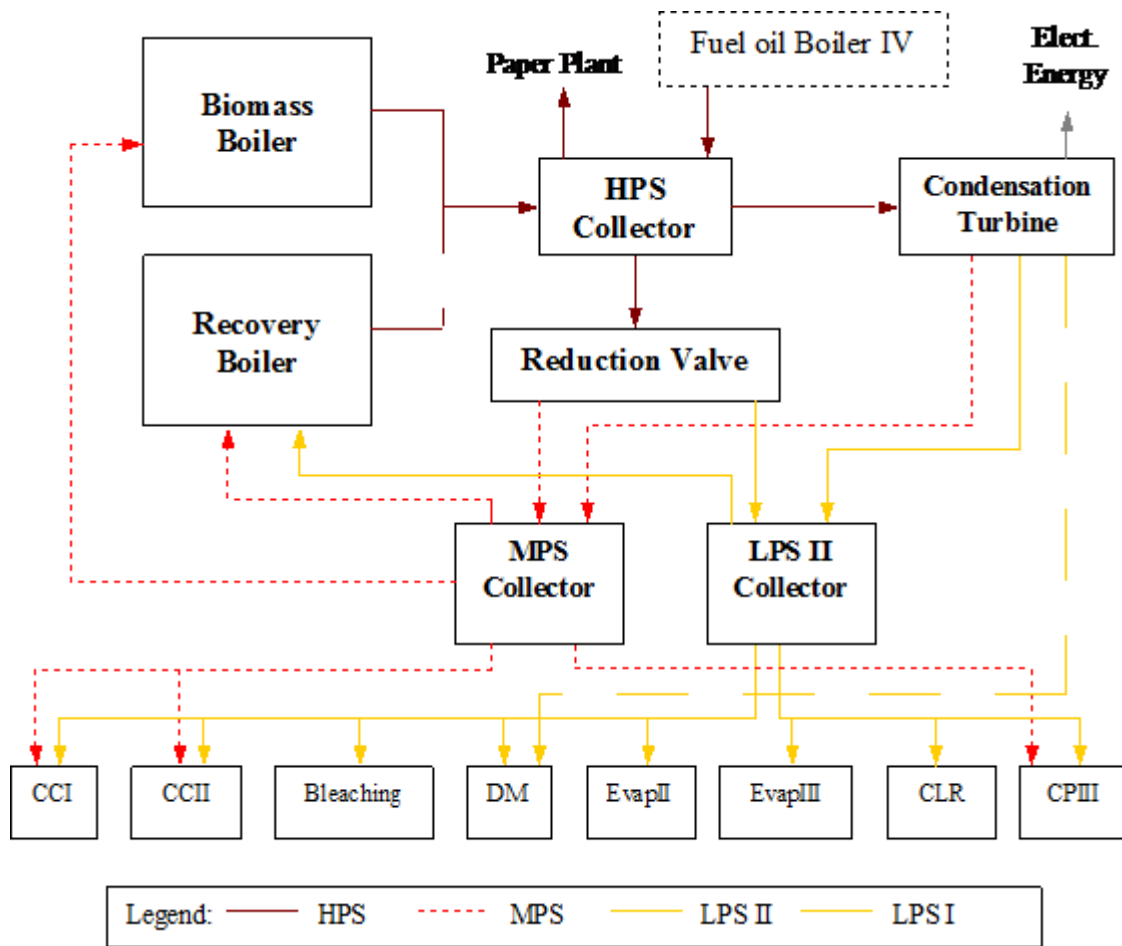 Fuel oil Boiler IV
Elect
Energy
Paper Plant
Biomass
Boiler
HPS
Collector
Condensation
Turbine
Recovery
Boiler
Reduction Valve
MPS
Collector
LPS II
Collector
CCI
CCII
Bleaching
DM
EvapII
EvapIII
CLR
CPIII
Legend:
HPS
MPS
LPS II
LPS I